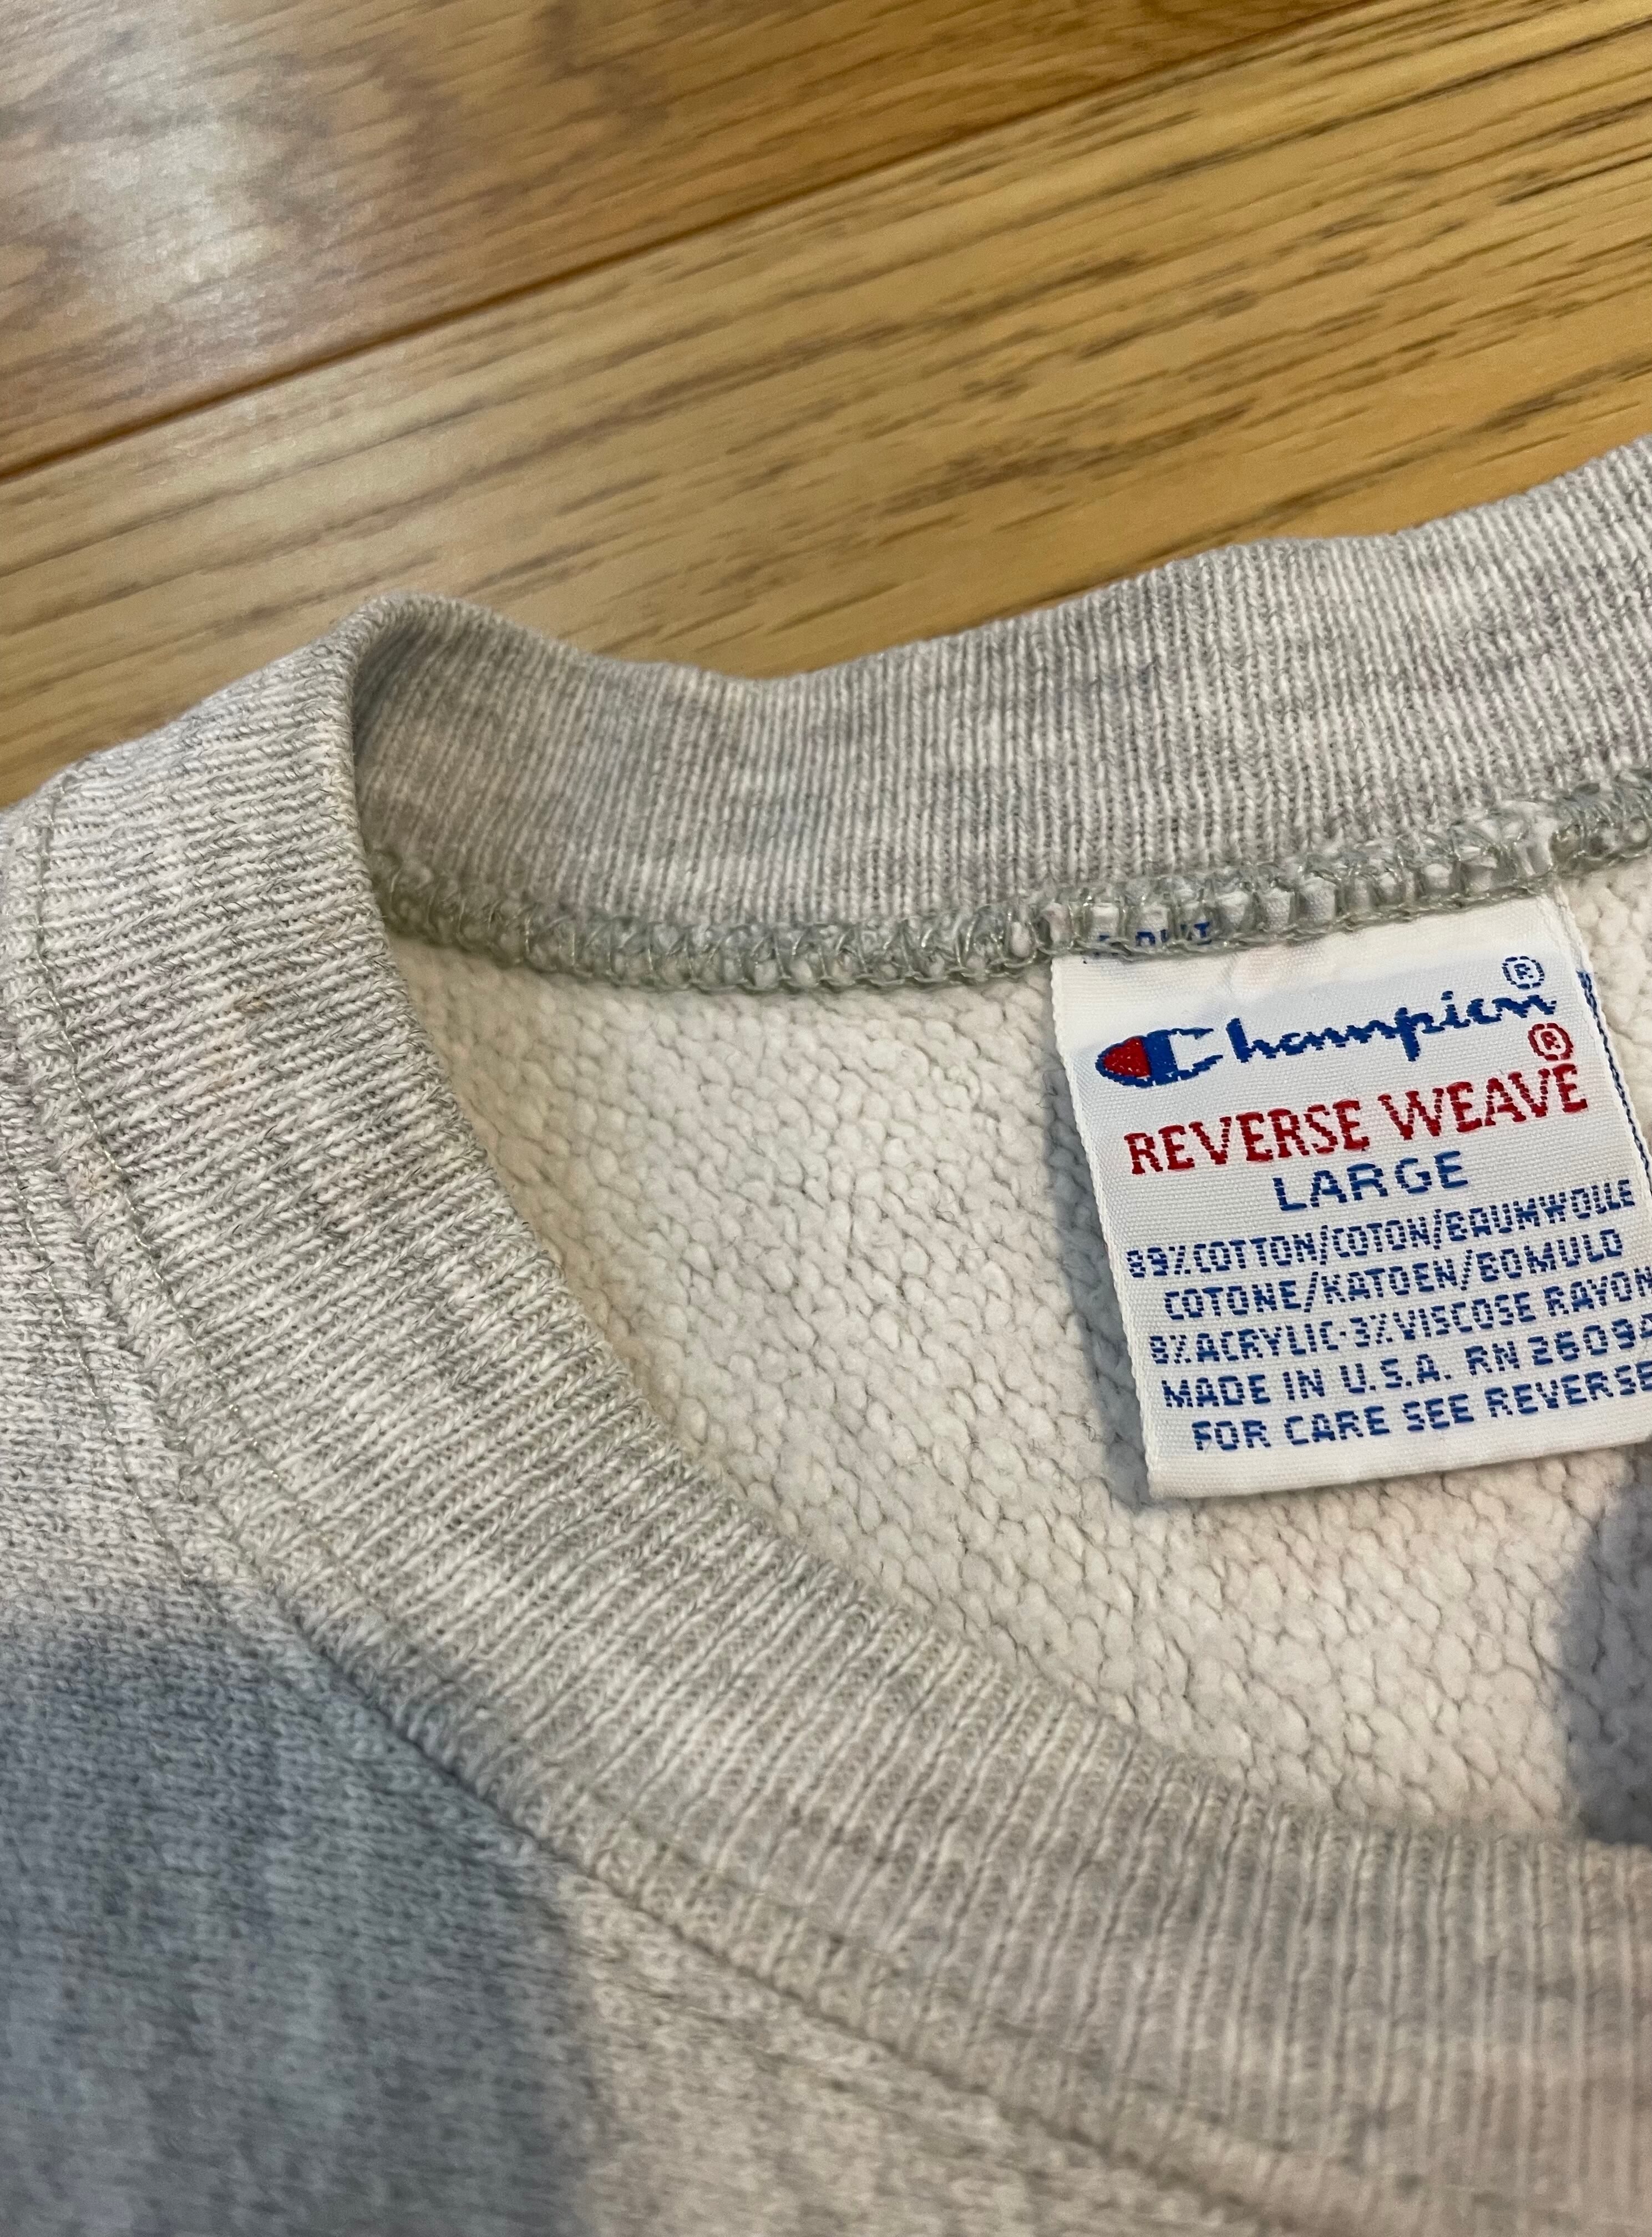 Champion®
REVERSE WEAVE®
LARGE
89% COTTON/COTON/BAUMWOLLE
COTONE/KATOEN/BOMULD
8% ACRYLIC-3% VISCOSE RAYON
MADE IN U.S.A. RN 26094
FOR CARE SEE REVERSE